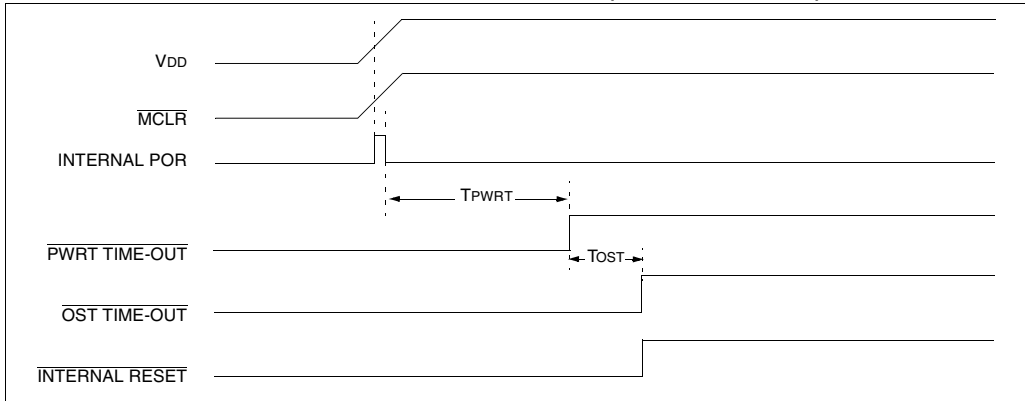 VDD
MCLR
INTERNAL POR
TPWRT
PWRT TIME-OUT
TOST
OST TIME-OUT
INTERNAL RESET